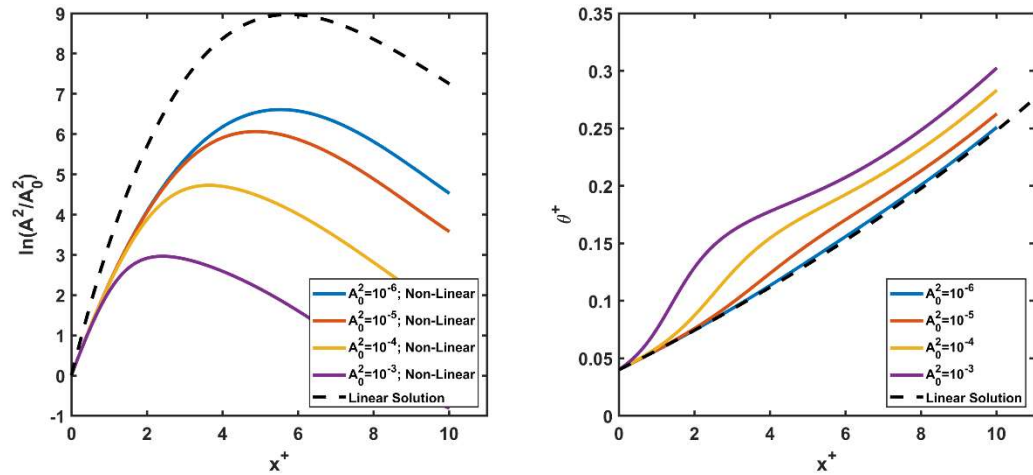 ln(A²/A₀²)
9
8
7
6
5
4
3
2
1
0
-1
A₀²=10⁻⁶; Non-Linear
A₀²=10⁻⁵; Non-Linear
A₀²=10⁻⁴; Non-Linear
A₀²=10⁻³; Non-Linear
Linear Solution
0 2 4 6 8 10
x⁺
θ⁺
0.35
0.3
0.25
0.2
0.15
0.1
0.05
0
A₀²=10⁻⁶
A₀²=10⁻⁵
A₀²=10⁻⁴
A₀²=10⁻³
Linear Solution
0 2 4 6 8 10
x⁺